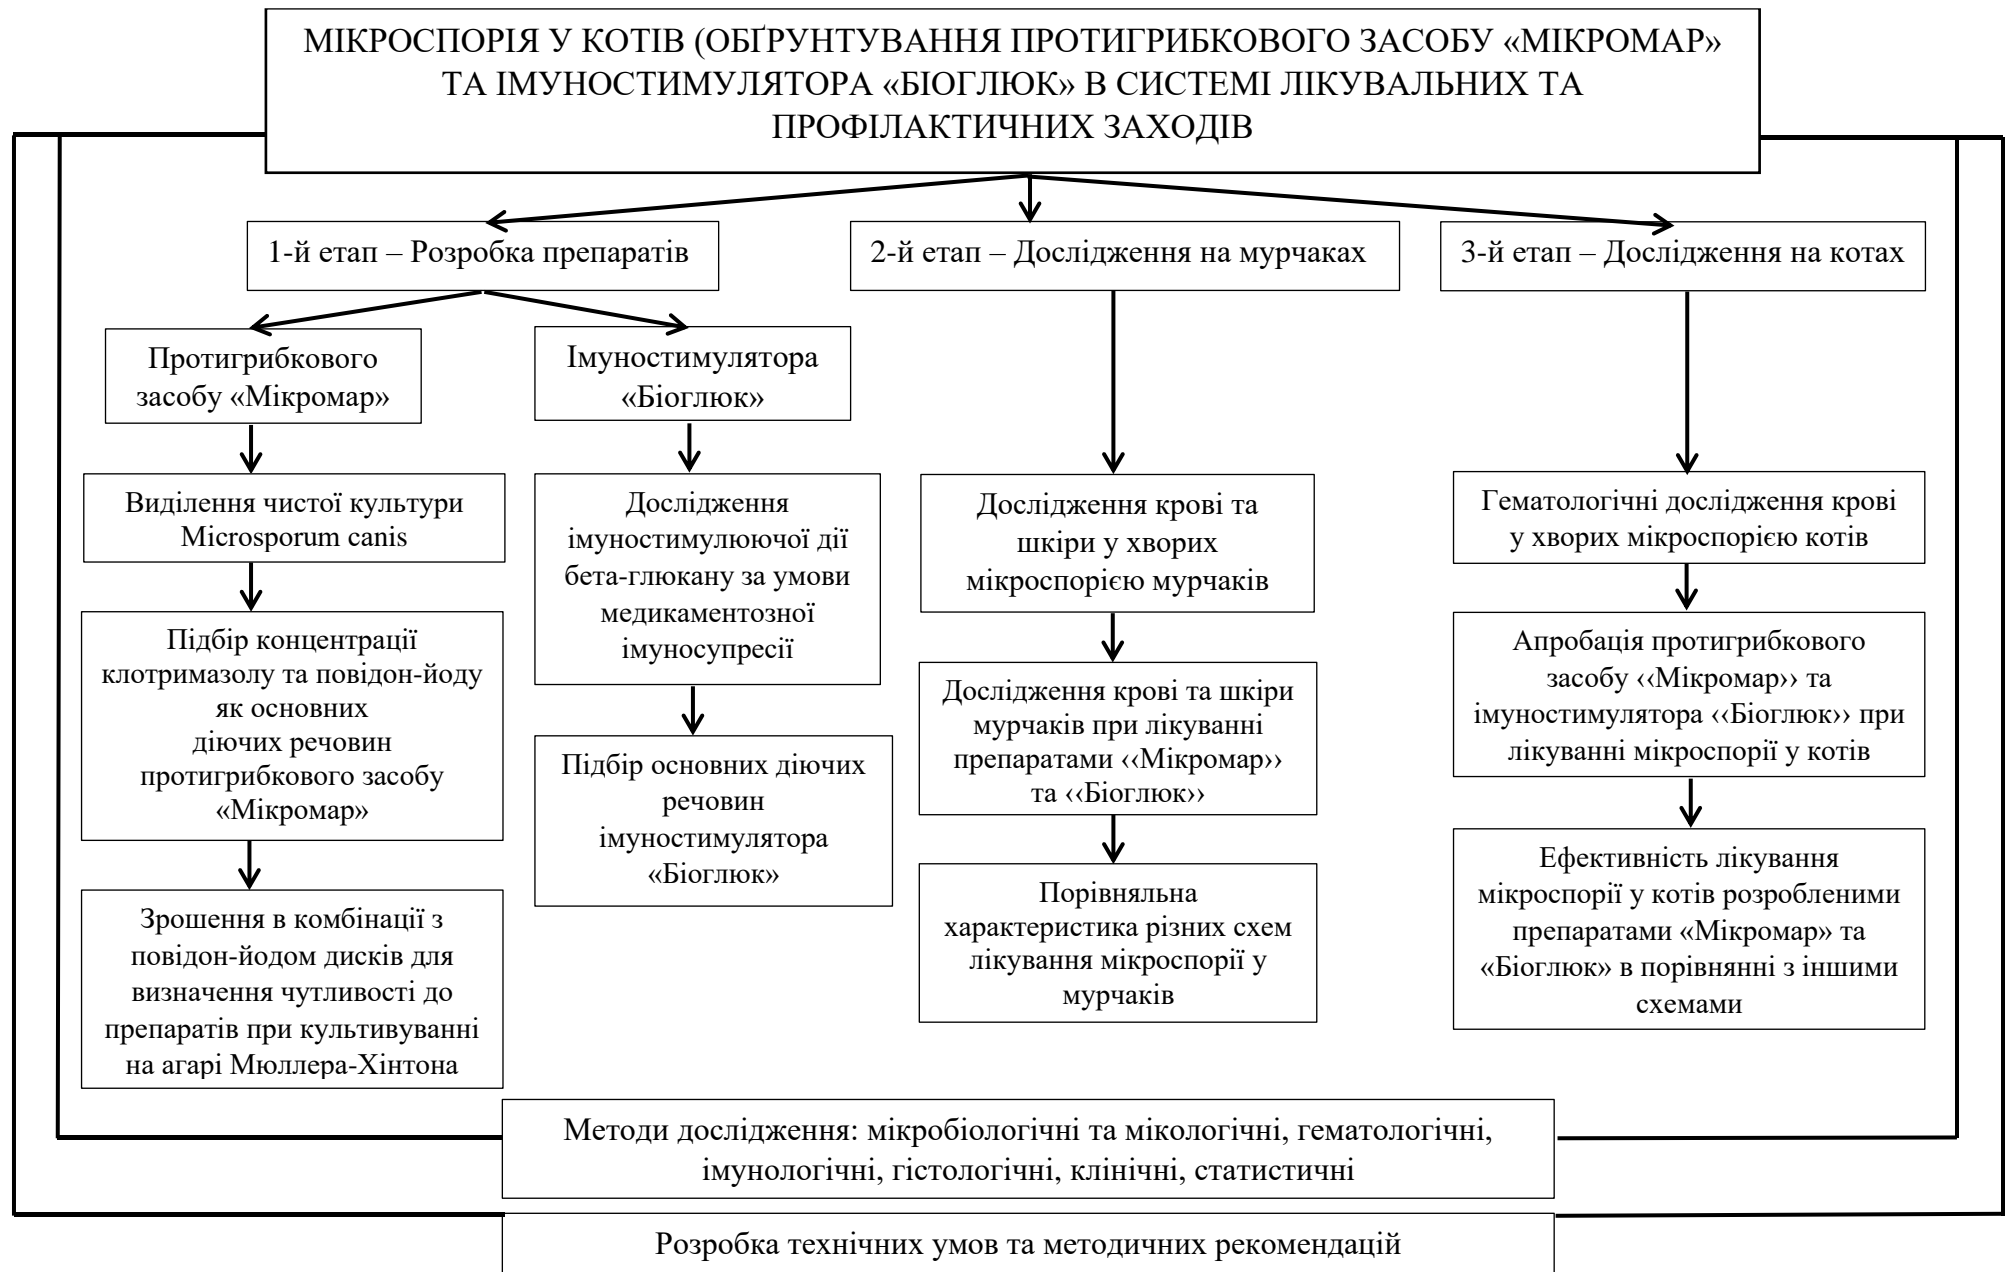 МІКРОСПОРІЯ У КОТІВ (ОБҐРУНТУВАННЯ ПРОТИГРИБКОВОГО ЗАСОБУ «МІКРОМАР»
ТА ІМУНОСТИМУЛЯТОРА «БІОГЛЮК» В СИСТЕМІ ЛІКУВАЛЬНИХ ТА
ПРОФІЛАКТИЧНИХ ЗАХОДІВ
1-й етап – Розробка препаратів
2-й етап – Дослідження на мурчаках
3-й етап – Дослідження на котах
Протигрибкового
засобу «Мікромар»
Імуностимулятора
«Біоглюк»
Виділення чистої культури
Microsporum canis
Підбір концентрації
клотримазолу та повідон-йоду
як основних
діючих речовин
протигрибкового засобу
«Мікромар»
Зрошення в комбінації з
повідон-йодом дисків для
визначення чутливості до
препаратів при культивуванні
на агарі Мюллера-Хінтона
Дослідження
імуностимулюючої дії
бета-глюкану за умови
медикаментозної
імуносупресії
Підбір основних діючих
речовин
імуностимулятора
«Біоглюк»
Дослідження крові та
шкіри у хворих
мікроспорією мурчаків
Дослідження крові та шкіри
мурчаків при лікуванні
препаратами ‹‹Мікромар››
та ‹‹Біоглюк››
Порівняльна
характеристика різних схем
лікування мікроспорії у
мурчаків
Гематологічні дослідження крові
у хворих мікроспорією котів
Апробація протигрибкового
засобу ‹‹Мікромар›› та
імуностимулятора ‹‹Біоглюк›› при
лікуванні мікроспорії у котів
Ефективність лікування
мікроспорії у котів розробленими
препаратами «Мікромар» та
«Біоглюк» в порівнянні з іншими
схемами
Методи дослідження: мікробіологічні та мікологічні, гематологічні,
імунологічні, гістологічні, клінічні, статистичні
Розробка технічних умов та методичних рекомендацій